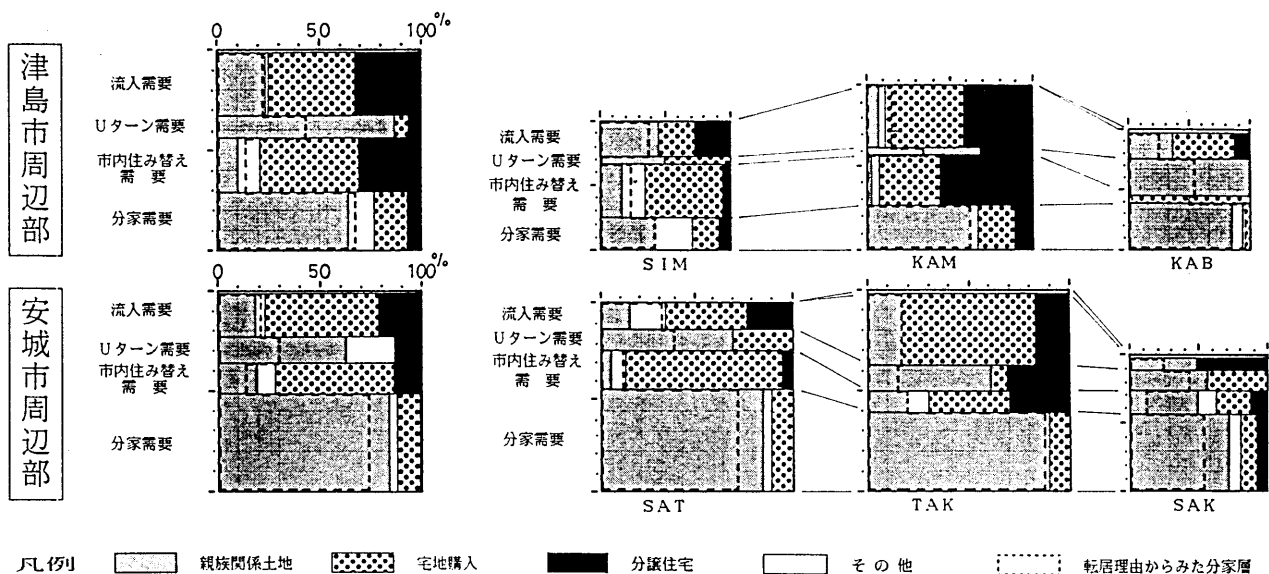 0 50 100%
津島市周辺部
流入需要
Uターン需要
市内住み替え
需 要
分家需要
流入需要
Uターン需要
市内住み替え
需 要
分家需要
SIM KAM KAB
0 50 100%
安城市周辺部
流入需要
Uターン需要
市内住み替え
需 要
分家需要
流入需要
Uターン需要
市内住み替え
需 要
分家需要
SAT TAK SAK
凡例 親族関係土地 宅地購入 分譲住宅 その他 転居理由からみた分家層